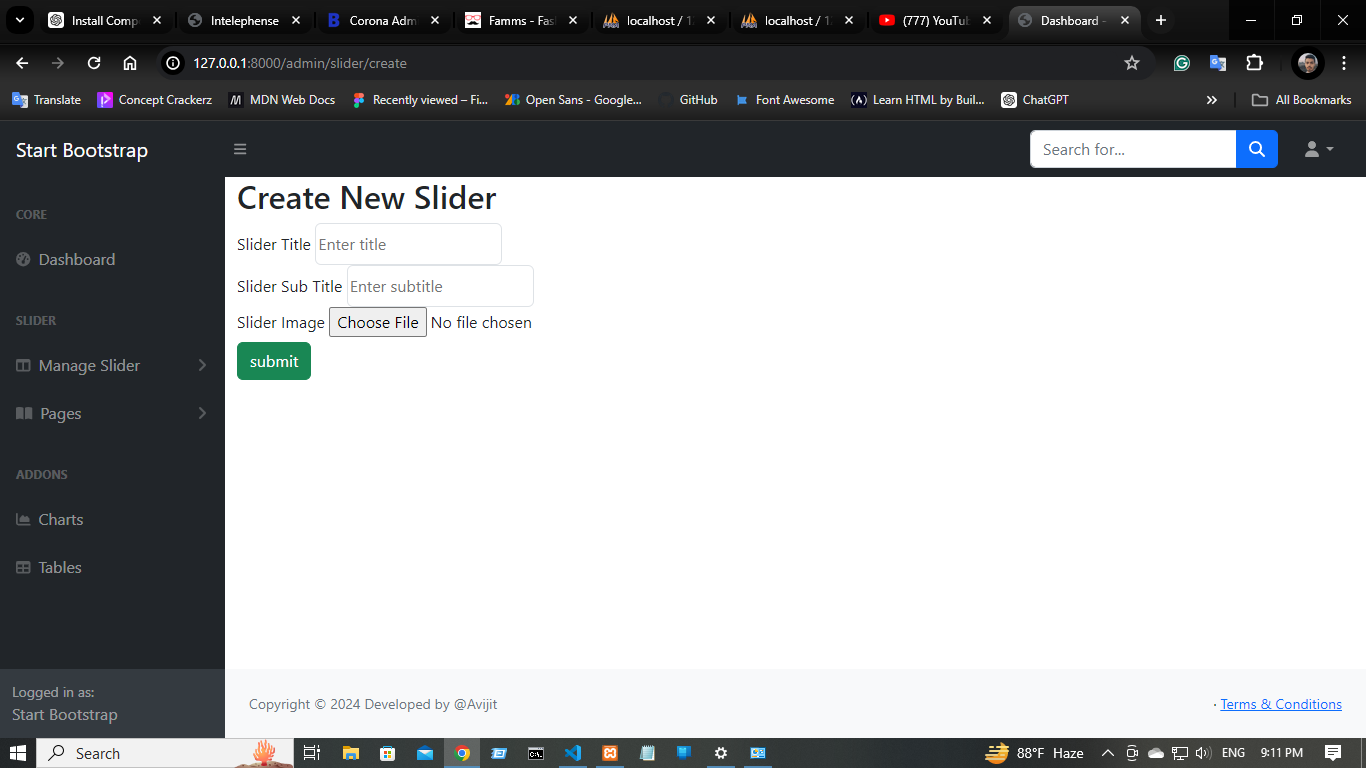 Install Comp
Intelephense
Corona Adm
Famms - Fas
localhost / 1
localhost / 1
(777) YouTub
Dashboard -
127.0.0.1:8000/admin/slider/create
Translate
Concept Crackerz
MDN Web Docs
Recently viewed – Fi...
Open Sans - Google...
GitHub
Font Awesome
Learn HTML by Buil...
ChatGPT
All Bookmarks
Start Bootstrap
Search for...
CORE
Dashboard
SLIDER
Manage Slider
Pages
ADDONS
Charts
Tables
Logged in as:
Start Bootstrap
Create New Slider
Slider Title Enter title
Slider Sub Title Enter subtitle
Slider Image Choose File No file chosen
submit
Copyright © 2024 Developed by @Avijit
· Terms & Conditions
Search
88°F Haze
ENG
9:11 PM